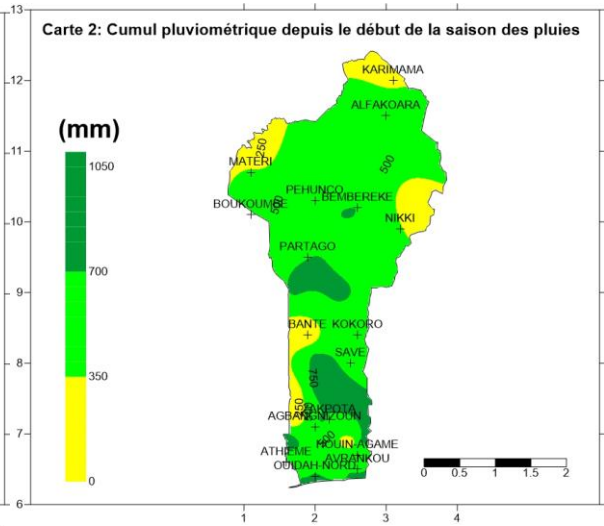 Carte 2: Cumul pluviométrique depuis le début de la saison des pluies
13
12
11
10
9
8
7
6
1
2
3
4
(mm)
1050
700
350
0
KARIMAMA
ALFAKOARA
250
500
MATERI
PEHUNCO
BEMBEREKE
BOUKOUMBE
500
NIKKI
PARTAGO
BANTE KOKORO
SAVE
750
HOUIN-AGAME
ATHIEME
AVRANKOU
OUIDAH-NORD
0 0.5 1 1.5 2